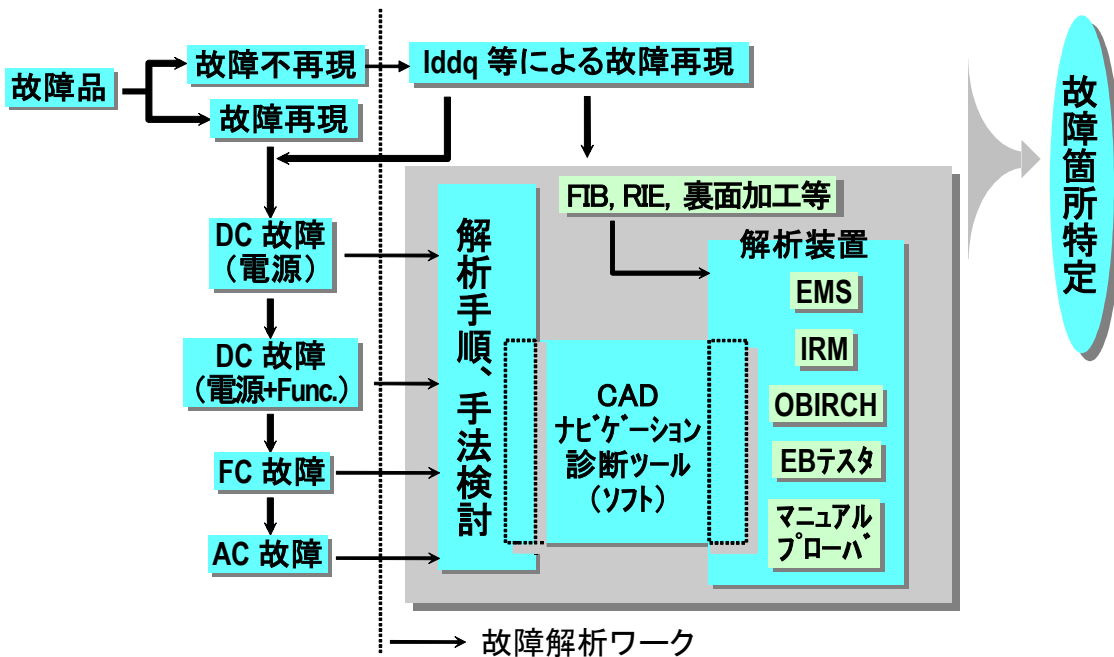 故障品
故障不再現
故障再現
Iddq 等による故障再現
DC 故障
（電源）
DC 故障
（電源+Func.）
FC 故障
AC 故障
解析手順、手法検討
FIB, RIE, 裏面加工等
CAD
ナビゲーション
診断ツール
（ソフト）
解析装置
EMS
IRM
OBIRCH
EBテスタ
マニュアル
プローバ
故障箇所特定
故障解析ワーク